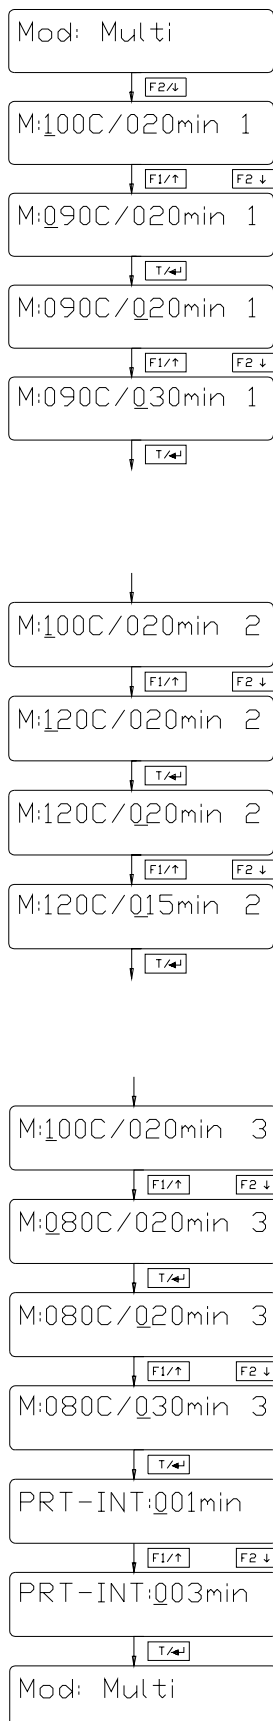 Mod: Multi
F2/↓
M:100C/020min 1
F1/↑ F2 ↓
M:090C/020min 1
T/↵
M:090C/020min 1
F1/↑ F2 ↓
M:090C/030min 1
T/↵
M:100C/020min 2
F1/↑ F2 ↓
M:120C/020min 2
T/↵
M:120C/020min 2
F1/↑ F2 ↓
M:120C/015min 2
T/↵
M:100C/020min 3
F1/↑ F2 ↓
M:080C/020min 3
T/↵
M:080C/020min 3
F1/↑ F2 ↓
M:080C/030min 3
T/↵
PRT-INT:001min
F1/↑ F2 ↓
PRT-INT:003min
T/↵
Mod: Multi